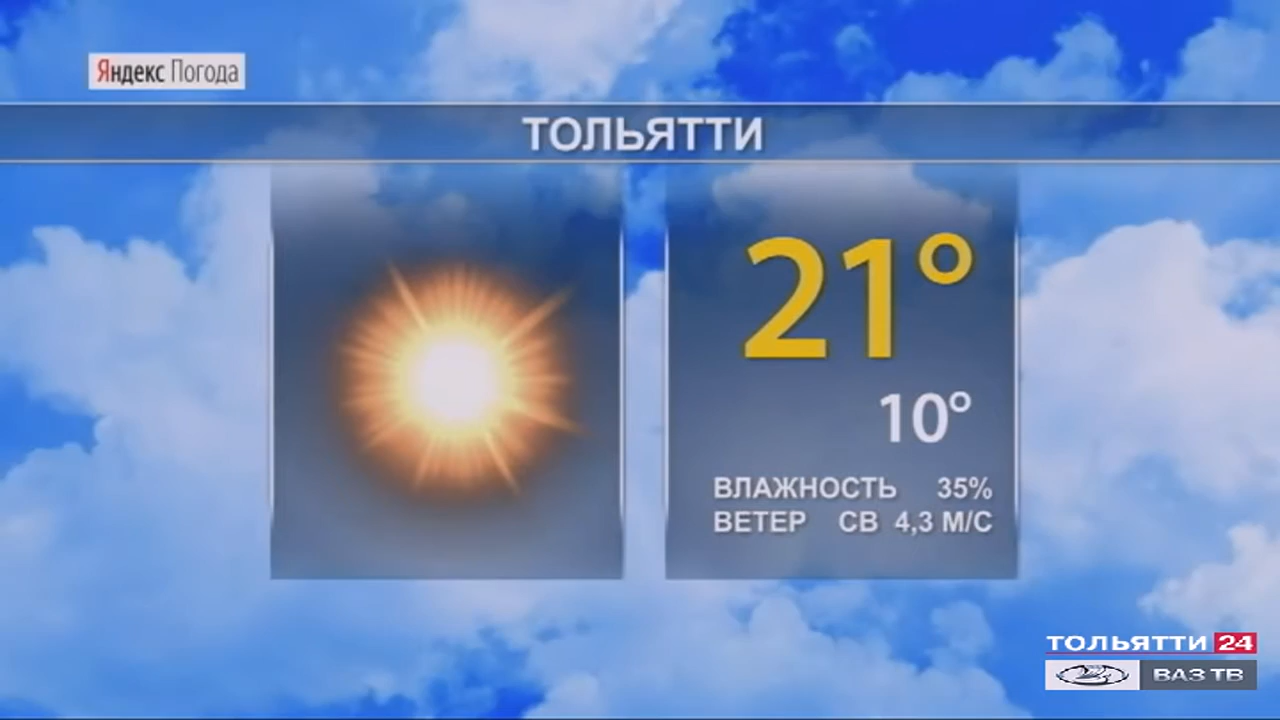 Яндекс Погода
ТОЛЬЯТТИ
21°
10°
ВЛАЖНОСТЬ 35%
ВЕТЕР СВ 4,3 М/С
ТОЛЬЯТТИ 24
ВАЗ ТВ